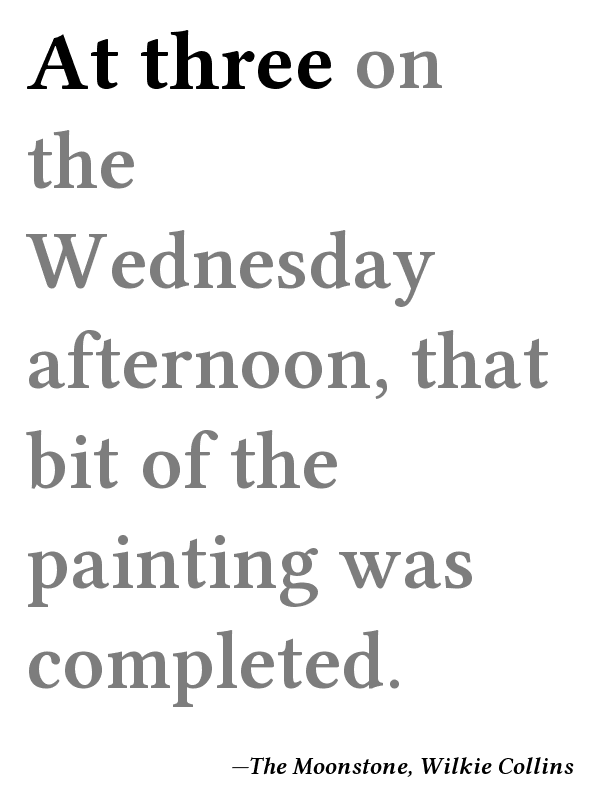 At three on
the
Wednesday
afternoon, that
bit of the
painting was
completed.
—The Moonstone, Wilkie Collins